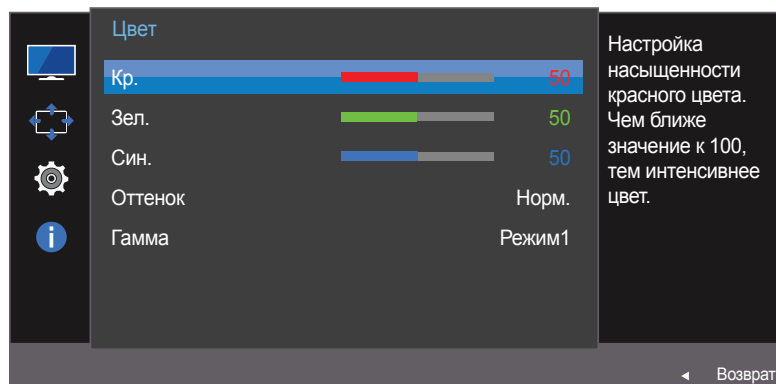 Цвет
Кр. 50
Зел. 50
Син. 50
Оттенок Норм.
Гамма Режим1
Настройка
насыщенности
красного цвета.
Чем ближе
значение к 100,
тем интенсивнее
цвет.
Возврат